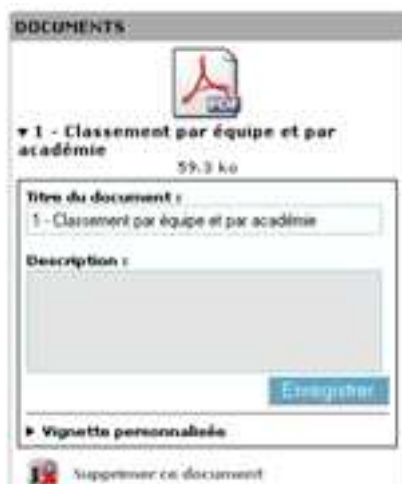 DOCUMENTS
PDF
▼ 1 - Classement par équipe et par
académie
59.3 ko
Titre du document :
1 - Classement par équipe et par académie
Description :
Enregistrer
► Vignette personnalisée
Supprimer ce document